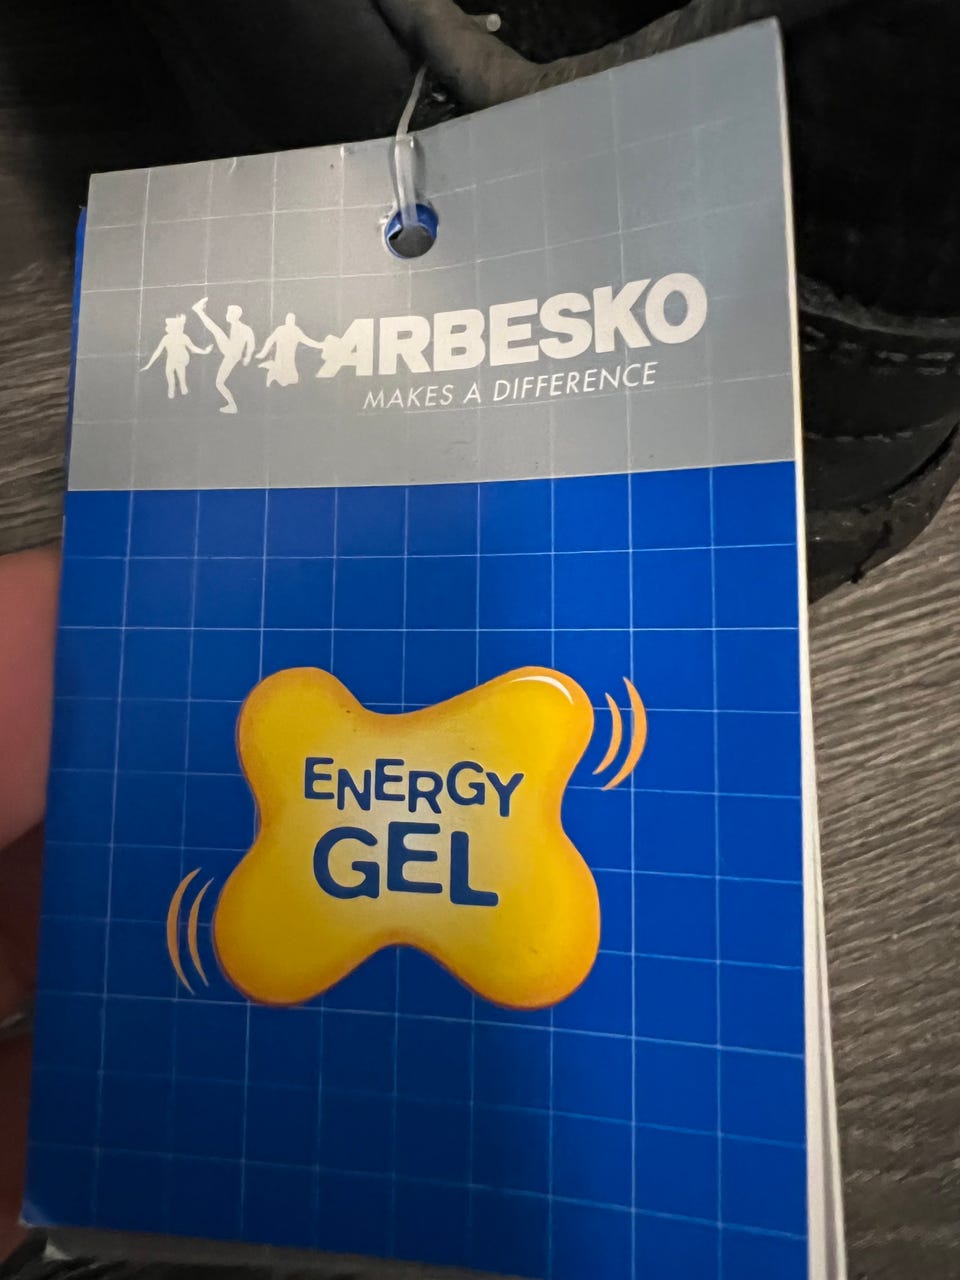 ARBESKO
MAKES A DIFFERENCE
ENERGY
GEL